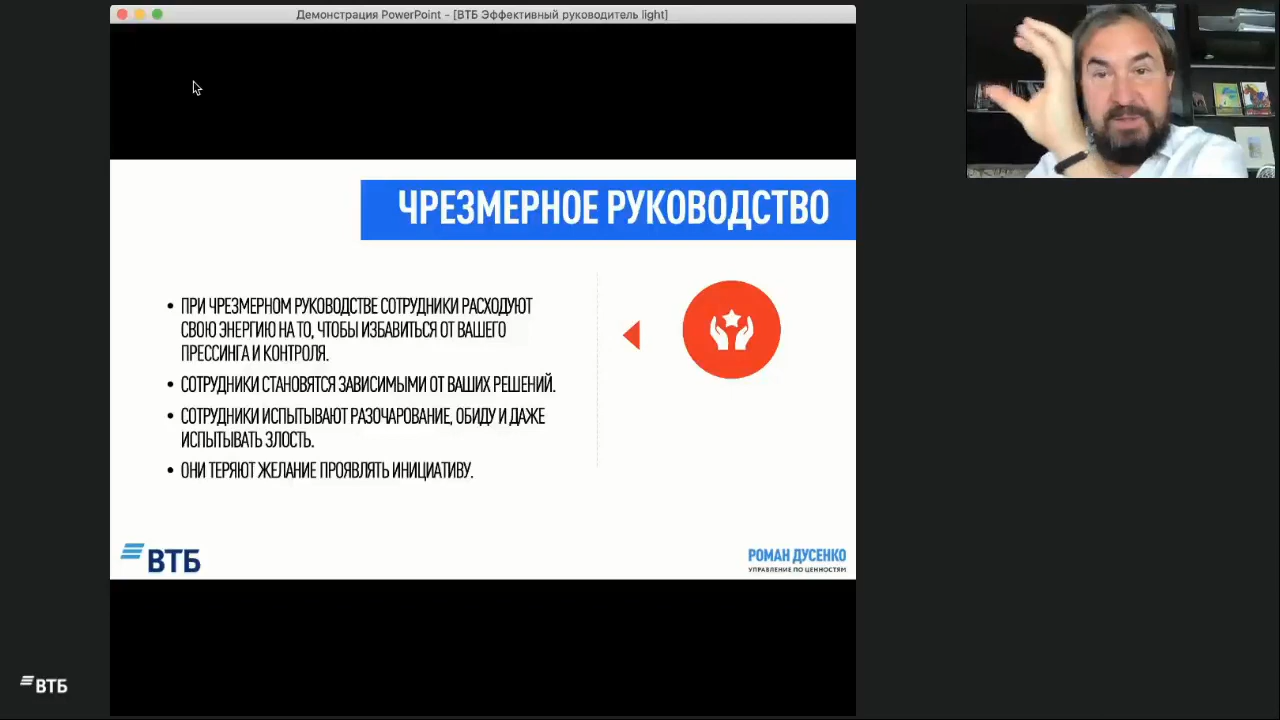 Демонстрация PowerPoint - [ВТБ Эффективный руководитель light]
ЧРЕЗМЕРНОЕ РУКОВОДСТВО
• ПРИ ЧРЕЗМЕРНОМ РУКОВОДСТВЕ СОТРУДНИКИ РАСХОДУЮТ
СВОЮ ЭНЕРГИЮ НА ТО, ЧТОБЫ ИЗБАВИТЬСЯ ОТ ВАШЕГО
ПРЕССИНГА И КОНТРОЛЯ.
• СОТРУДНИКИ СТАНОВЯТСЯ ЗАВИСИМЫМИ ОТ ВАШИХ РЕШЕНИЙ.
• СОТРУДНИКИ ИСПЫТЫВАЮТ РАЗОЧАРОВАНИЕ, ОБИДУ И ДАЖЕ
ИСПЫТЫВАТЬ ЗЛОСТЬ.
• ОНИ ТЕРЯЮТ ЖЕЛАНИЕ ПРОЯВЛЯТЬ ИНИЦИАТИВУ.
ВТБ
РОМАН ДУСЕНКО
УПРАВЛЕНИЕ ПО ЦЕННОСТЯМ
ВТБ